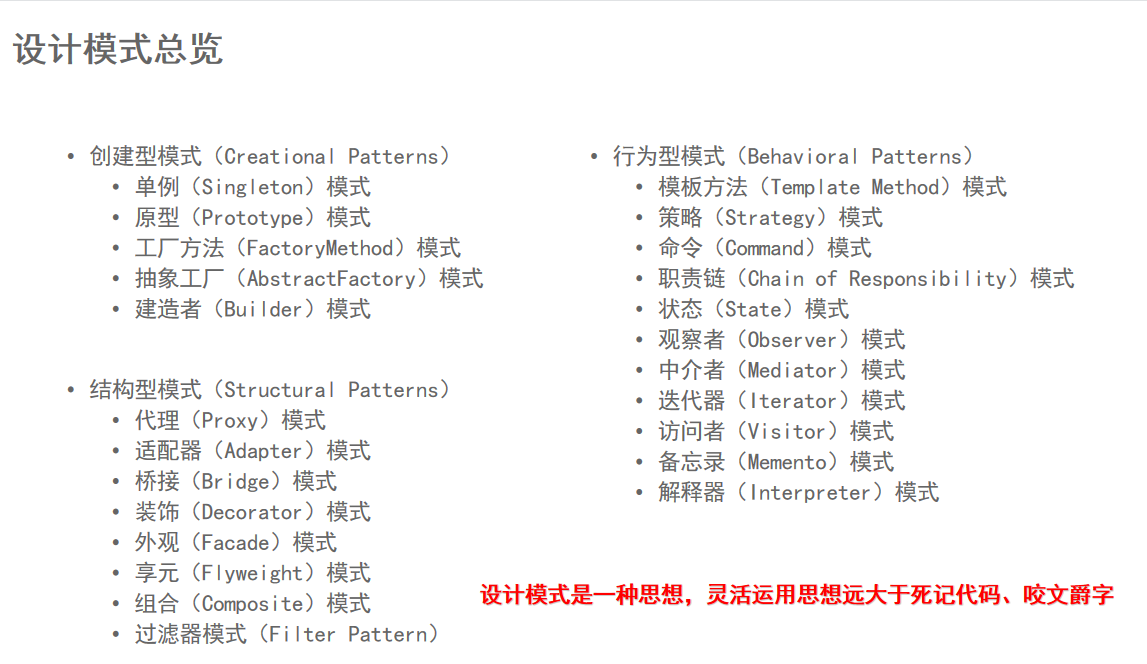 设计模式总览
• 创建型模式（Creational Patterns）
• 单例（Singleton）模式
• 原型（Prototype）模式
• 工厂方法（FactoryMethod）模式
• 抽象工厂（AbstractFactory）模式
• 建造者（Builder）模式
• 结构型模式（Structural Patterns）
• 代理（Proxy）模式
• 适配器（Adapter）模式
• 桥接（Bridge）模式
• 装饰（Decorator）模式
• 外观（Facade）模式
• 享元（Flyweight）模式
• 组合（Composite）模式
• 过滤器模式（Filter Pattern）
• 行为型模式（Behavioral Patterns）
• 模板方法（Template Method）模式
• 策略（Strategy）模式
• 命令（Command）模式
• 职责链（Chain of Responsibility）模式
• 状态（State）模式
• 观察者（Observer）模式
• 中介者（Mediator）模式
• 迭代器（Iterator）模式
• 访问者（Visitor）模式
• 备忘录（Memento）模式
• 解释器（Interpreter）模式
设计模式是一种思想，灵活运用思想远大于死记代码、咬文爵字